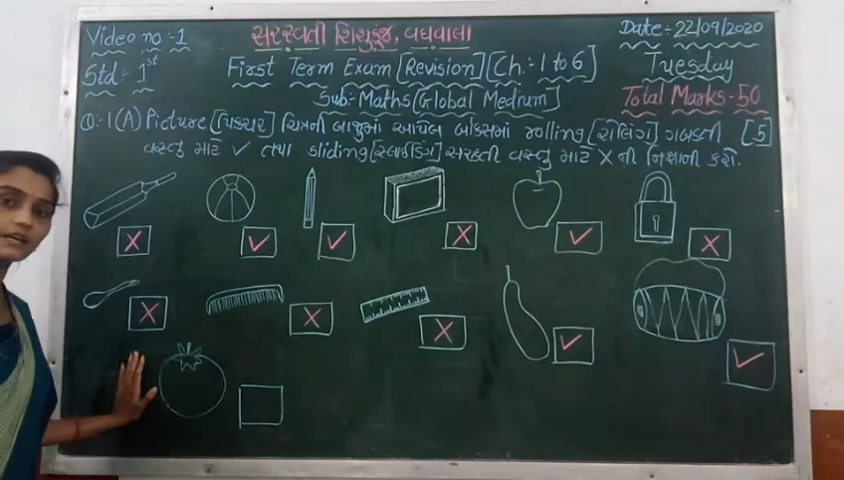 Video no :- 1
સરસ્વતી શિશુકુંજ, વઘવાલા
Date :- 22/09/2020
Std :- 1st
First Term Exam [Revision] [Ch. : 1 to 6]
Tuesday
Sub:- Maths [Global Medium]
Total Marks - 50
Q:-1 (A) Picture [પિક્ચર] ચિત્રની બાજુમાં આપેલ બોક્સમાં rolling [રોલિંગ] ગબડતી [5]
વસ્તુ માટે ✓ તથા sliding [સ્લાઈડિંગ] સરકતી વસ્તુ માટે X ની નિશાની કરો.